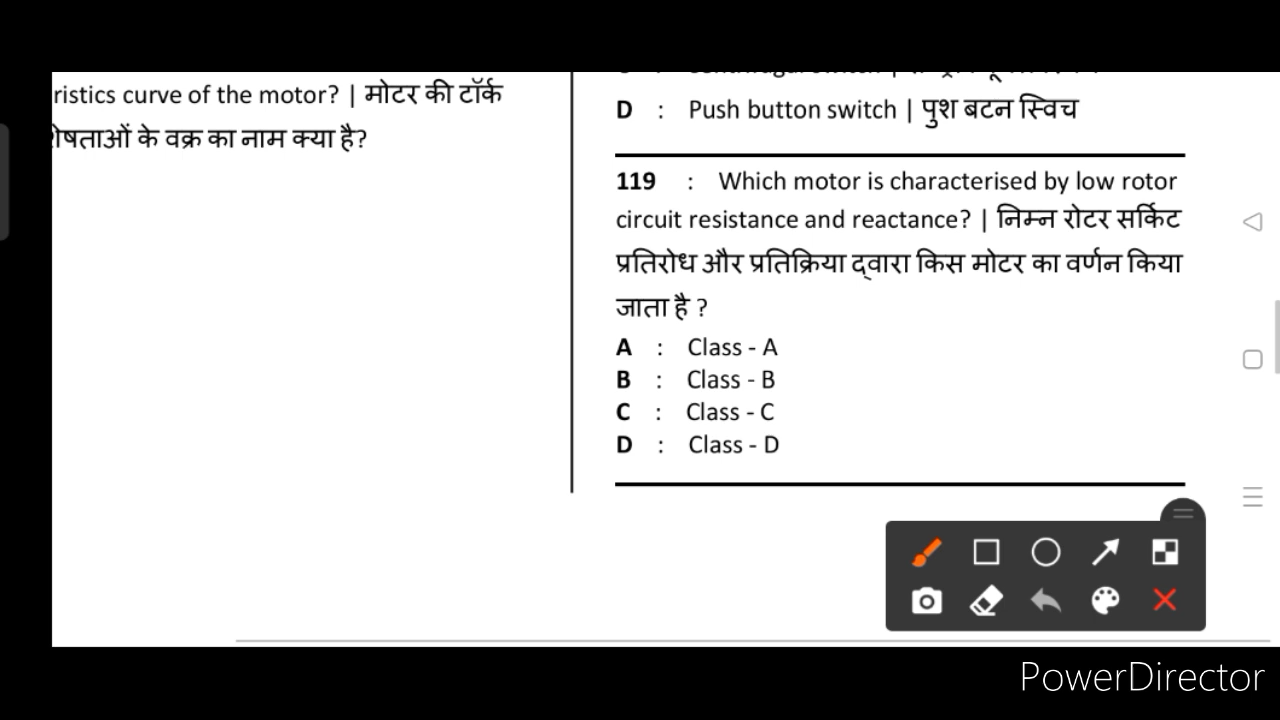 ristics curve of the motor? | मोटर की टॉर्क
शेषताओं के वक्र का नाम क्या है?
D : Push button switch | पुश बटन स्विच
119 : Which motor is characterised by low rotor
circuit resistance and reactance? | निम्न रोटर सर्किट
प्रतिरोध और प्रतिक्रिया द्वारा किस मोटर का वर्णन किया
जाता है ?
A : Class - A
B : Class - B
C : Class - C
D : Class - D
PowerDirector